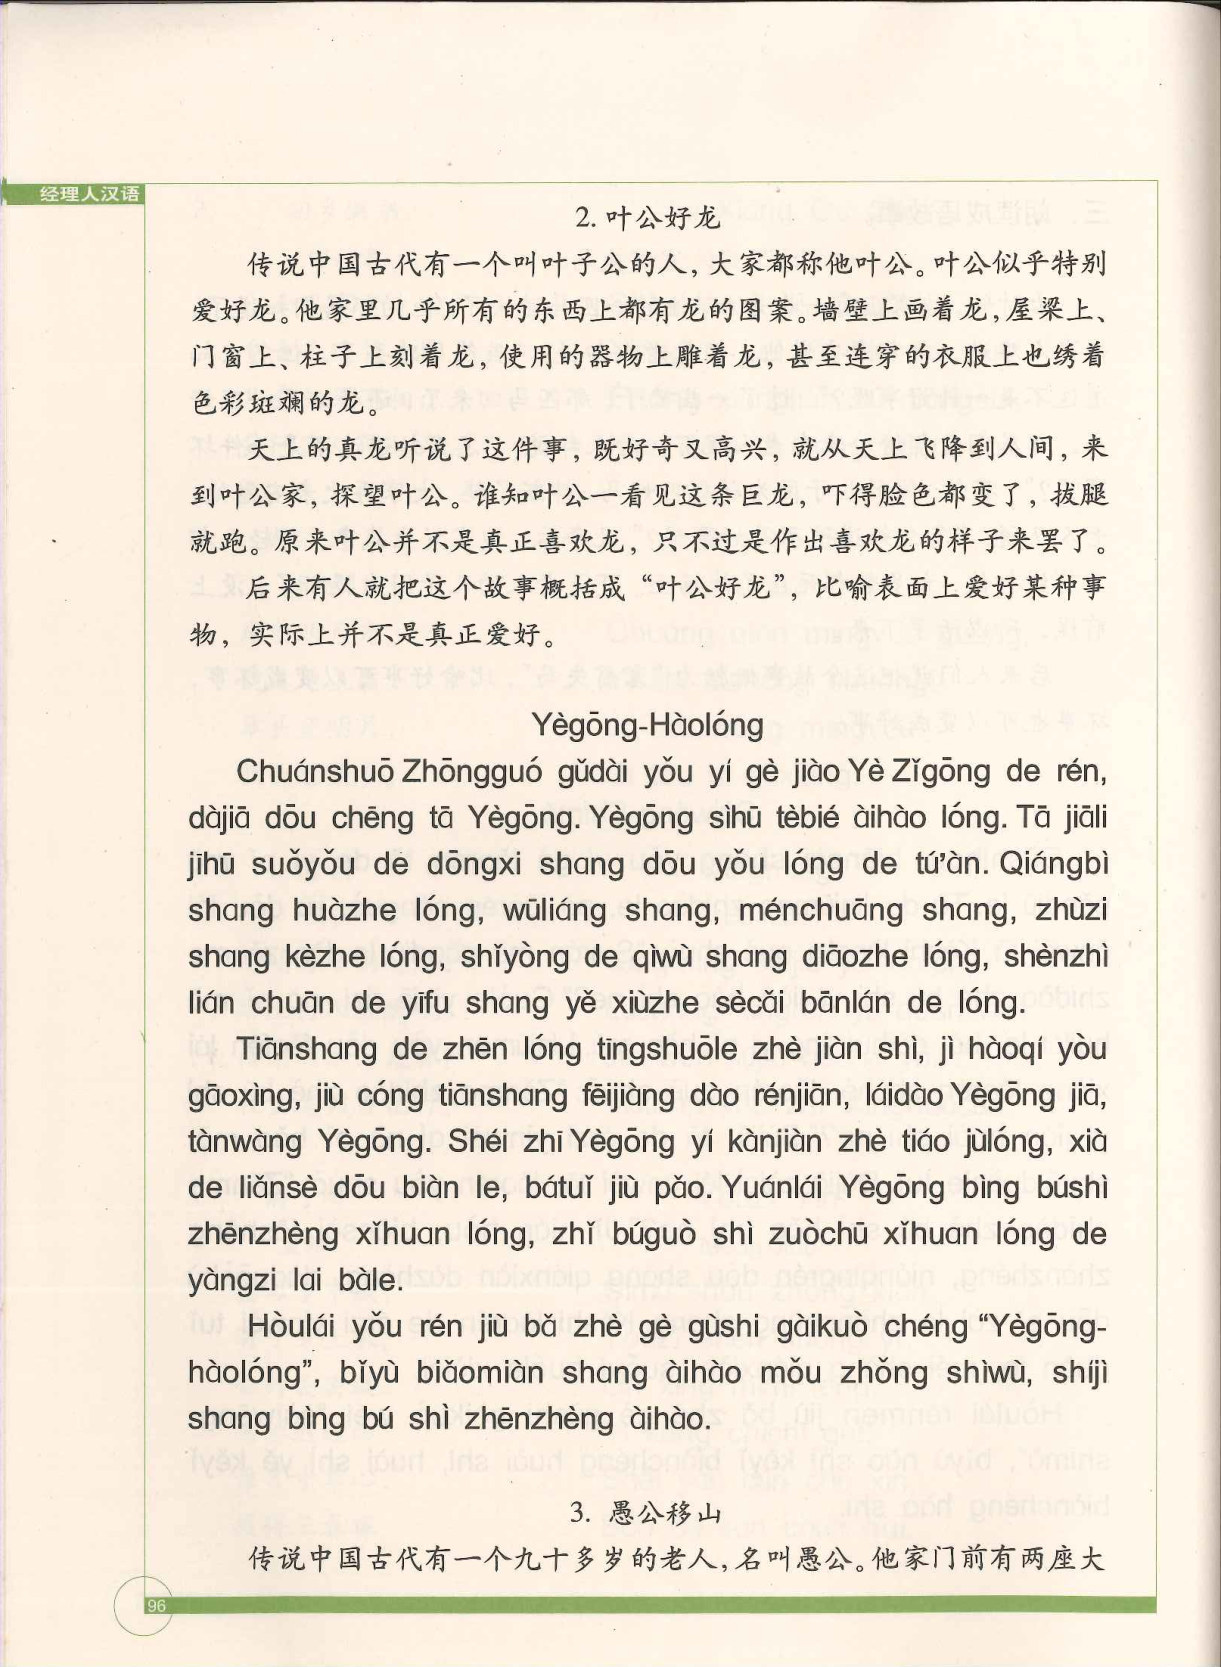 经理人汉语
2. 叶公好龙
传说中国古代有一个叫叶子公的人，大家都称他叶公。叶公似乎特别
爱好龙。他家里几乎所有的东西上都有龙的图案。墙壁上画着龙，屋梁上、
门窗上、柱子上刻着龙，使用的器物上雕着龙，甚至连穿的衣服上也绣着
色彩斑斓的龙。
天上的真龙听说了这件事，既好奇又高兴，就从天上飞降到人间，来
到叶公家，探望叶公。谁知叶公一看见这条巨龙，吓得脸色都变了，拔腿
就跑。原来叶公并不是真正喜欢龙，只不过是作出喜欢龙的样子来罢了。
后来有人就把这个故事概括成“叶公好龙”，比喻表面上爱好某种事
物，实际上并不是真正爱好。
Yègōng-Hàolóng
Chuánshuō Zhōngguó gǔdài yǒu yí gè jiào Yè Zǐgōng de rén,
dàjiā dōu chēng tā Yègōng. Yègōng sìhū tèbié àihào lóng. Tā jiāli
jīhū suǒyǒu de dōngxi shang dōu yǒu lóng de tú’àn. Qiángbì
shang huàzhe lóng, wūliáng shang, ménchuāng shang, zhùzi
shang kèzhe lóng, shǐyòng de qìwù shang diāozhe lóng, shènzhì
lián chuān de yīfu shang yě xiùzhe sècǎi bānlán de lóng.
Tiānshang de zhēn lóng tīngshuōle zhè jiàn shì, jì hàoqí yòu
gāoxìng, jiù cóng tiānshang fēijiàng dào rénjiān, láidào Yègōng jiā,
tànwàng Yègōng. Shéi zhī Yègōng yí kànjiàn zhè tiáo jùlóng, xià
de liǎnsè dōu biàn le, bátuǐ jiù pǎo. Yuánlái Yègōng bìng búshì
zhēnzhèng xǐhuan lóng, zhǐ búguò shì zuòchū xǐhuan lóng de
yàngzi lai bàle.
Hòulái yǒu rén jiù bǎ zhè gè gùshi gàikuò chéng “Yègōng-
hàolóng”, bǐyù biǎomiàn shang àihào mǒu zhǒng shìwù, shíjì
shang bìng bú shì zhēnzhèng àihào.
3. 愚公移山
传说中国古代有一个九十多岁的老人，名叫愚公。他家门前有两座大
96